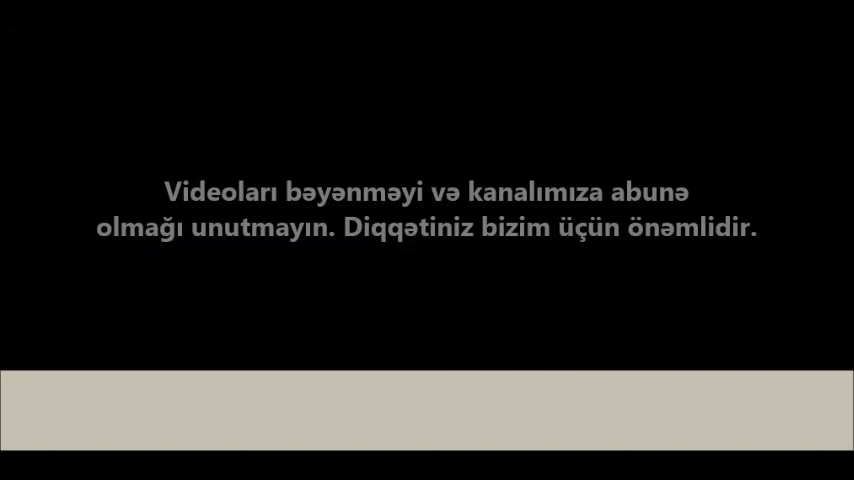 Videoları bəyənməyi və kanalımıza abunə
olmağı unutmayın. Diqqətiniz bizim üçün önəmlidir.